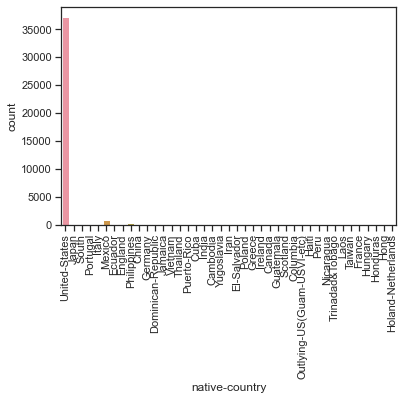 35000
30000
25000
20000
15000
10000
5000
0
count
United-States
Japan
South
Portugal
Italy
Mexico
Ecuador
England
Philippines
China
Germany
Dominican-Republic
Jamaica
Vietnam
Thailand
Puerto-Rico
Cuba
India
Cambodia
Yugoslavia
Iran
El-Salvador
Poland
Greece
Ireland
Canada
Guatemala
Scotland
Columbia
Outlying-US(Guam-USVI-etc)
Haiti
Peru
Nicaragua
Trinadad&Tobago
Laos
Taiwan
France
Hungary
Honduras
Hong
Holand-Netherlands
native-country